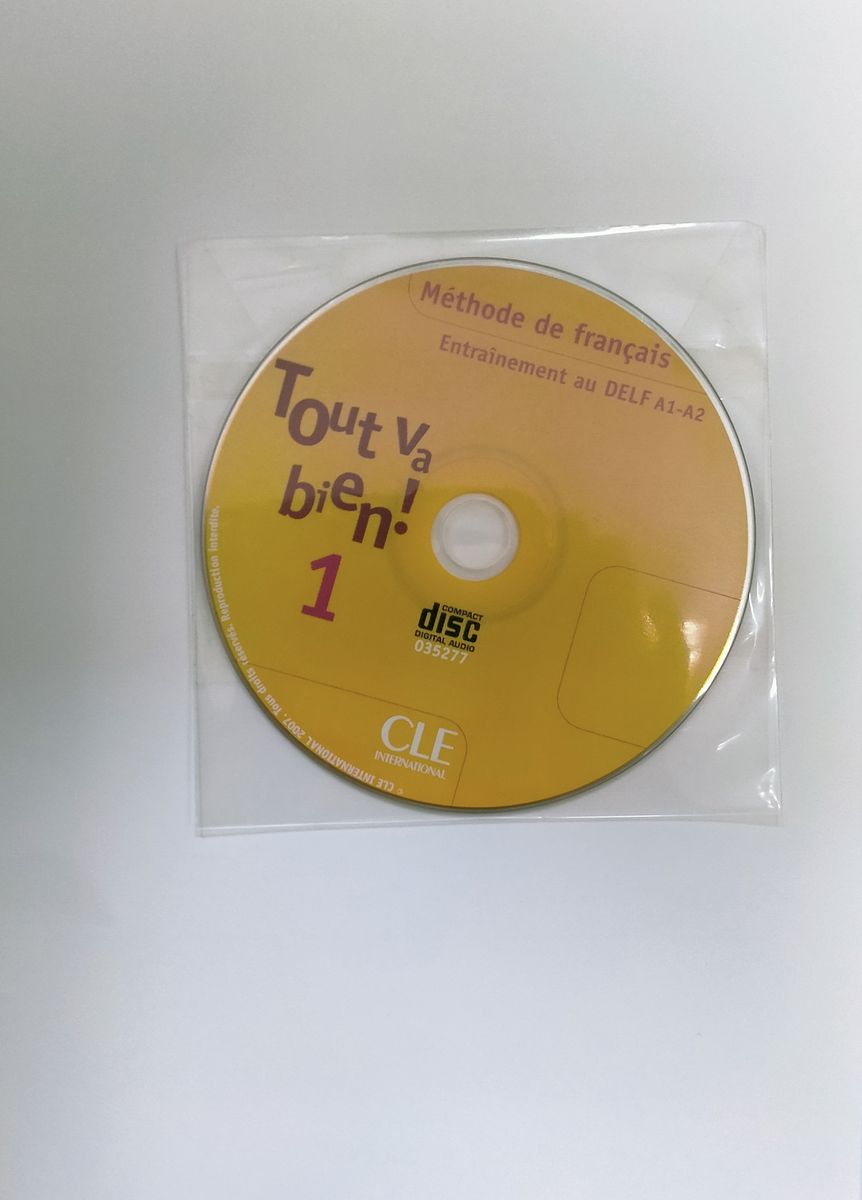 Méthode de français
Entraînement au DELF A1-A2
Tout va
bien!
1
COMPACT
disc
DIGITAL AUDIO
035277
CLE
INTERNATIONAL
© CLE INTERNATIONAL 2007. Tous droits réservés. Reproduction interdite.